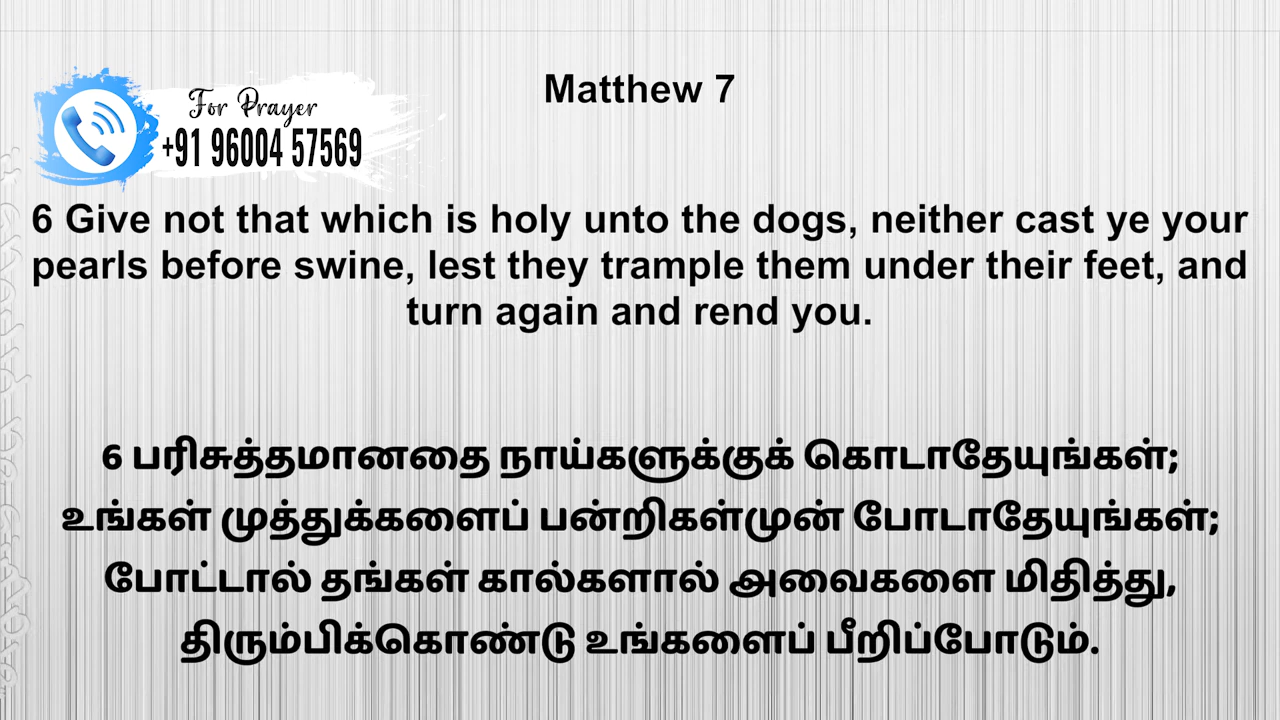 Matthew 7
For Prayer
+91 96004 57569
6 Give not that which is holy unto the dogs, neither cast ye your
pearls before swine, lest they trample them under their feet, and
turn again and rend you.
6 பரிசுத்தமானதை நாய்களுக்குக் கொடாதேயுங்கள்;
உங்கள் முத்துக்களைப் பன்றிகள்முன் போடாதேயுங்கள்;
போட்டால் தங்கள் கால்களால் அவைகளை மிதித்து,
திரும்பிக்கொண்டு உங்களைப் பீறிப்போடும்.